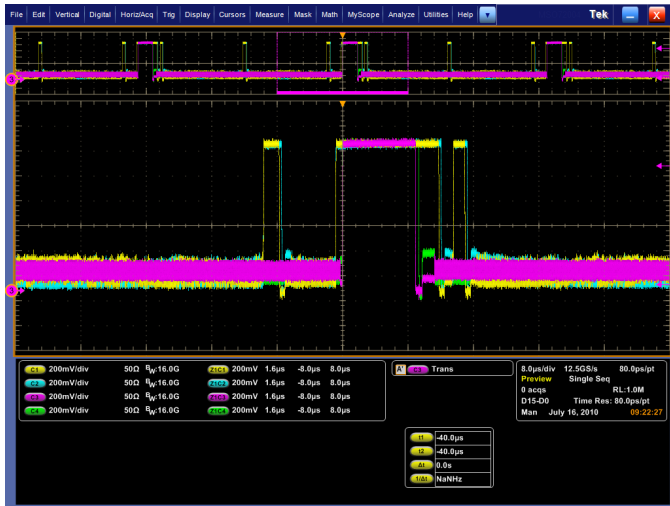 File Edit Vertical Digital Horiz/Acq Trig Display Cursors Measure Mask Math MyScope Analyze Utilities Help Tek X
C1 200mV/div 50Ω BW:16.0G Z1C1 200mV 1.6µs -8.0µs 8.0µs
C2 200mV/div 50Ω BW:16.0G Z1C2 200mV 1.6µs -8.0µs 8.0µs
C3 200mV/div 50Ω BW:16.0G Z1C3 200mV 1.6µs -8.0µs 8.0µs
C4 200mV/div 50Ω BW:16.0G Z1C4 200mV 1.6µs -8.0µs 8.0µs
A' C3 Trans
8.0µs/div 12.5GS/s 80.0ps/pt
Preview Single Seq
0 acqs RL:1.0M
D15-D0 Time Res: 80.0ps/pt
Man July 16, 2010 09:22:27
t1 -40.0µs
t2 -40.0µs
Δt 0.0s
1/Δt NaNHz